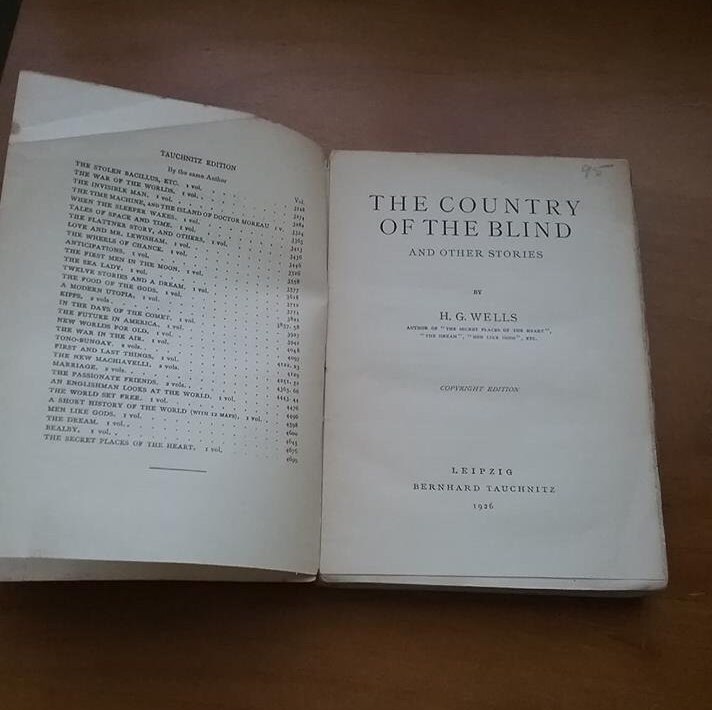 TAUCHNITZ EDITION
By the same Author
Vol.
THE STOLEN BACILLUS, ETC. 1 vol.
THE WAR OF THE WORLDS. 1 vol.
THE INVISIBLE MAN. 1 vol.
THE TIME MACHINE, AND THE ISLAND OF DOCTOR MOREAU 1 v.
WHEN THE SLEEPER WAKES. 1 vol.
TALES OF SPACE AND TIME. 1 vol.
THE PLATTNER STORY, AND OTHERS. 1 vol.
LOVE AND MR. LEWISHAM. 1 vol.
THE WHEELS OF CHANCE. 1 vol.
ANTICIPATIONS. 1 vol.
THE FIRST MEN IN THE MOON. 1 vol.
THE SEA LADY. 1 vol.
TWELVE STORIES AND A DREAM. 1 vol.
THE FOOD OF THE GODS. 1 vol.
A MODERN UTOPIA. 1 vol.
KIPPS. 2 vols.
IN THE DAYS OF THE COMET. 1 vol.
THE FUTURE IN AMERICA. 1 vol.
NEW WORLDS FOR OLD. 1 vol.
THE WAR IN THE AIR. 1 vol.
TONO-BUNGAY. 2 vols.
FIRST AND LAST THINGS. 1 vol.
THE NEW MACHIAVELLI. 2 vols.
MARRIAGE. 2 vols.
THE PASSIONATE FRIENDS. 2 vols.
AN ENGLISHMAN LOOKS AT THE WORLD. 1 vol.
THE WORLD SET FREE. 1 vol.
A SHORT HISTORY OF THE WORLD (WITH 12 MAPS). 1 vol.
MEN LIKE GODS. 1 vol.
THE DREAM. 1 vol.
BEALBY. 1 vol.
THE SECRET PLACES OF THE HEART. 1 vol.
95
THE COUNTRY
OF THE BLIND
AND OTHER STORIES
BY
H. G. WELLS
AUTHOR OF "THE SECRET PLACES OF THE HEART",
"THE DREAM", "MEN LIKE GODS", ETC.
COPYRIGHT EDITION
LEIPZIG
BERNHARD TAUCHNITZ
1926